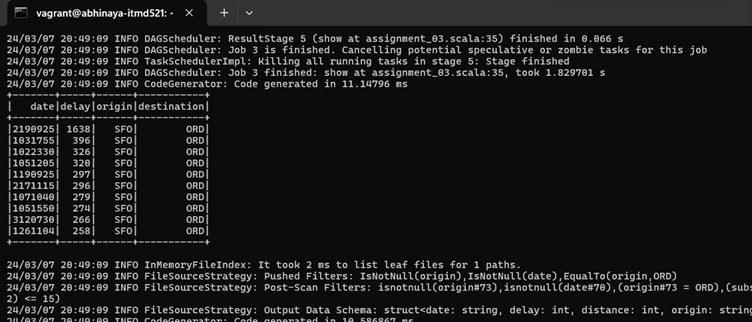 vagrant@abhinaya-itmd521: ~
24/03/07 20:49:09 INFO DAGScheduler: ResultStage 5 (show at assignment_03.scala:35) finished in 0.066 s
24/03/07 20:49:09 INFO DAGScheduler: Job 3 is finished. Cancelling potential speculative or zombie tasks for this job
24/03/07 20:49:09 INFO TaskSchedulerImpl: Killing all running tasks in stage 5: Stage finished
24/03/07 20:49:09 INFO DAGScheduler: Job 3 finished: show at assignment_03.scala:35, took 1.829701 s
24/03/07 20:49:09 INFO CodeGenerator: Code generated in 11.14796 ms
+-------+-----+------+-----------+
|   date|delay|origin|destination|
+-------+-----+------+-----------+
|2190925| 1638|   SFO|        ORD|
|1031755|  396|   SFO|        ORD|
|1022330|  326|   SFO|        ORD|
|1051205|  320|   SFO|        ORD|
|1190925|  297|   SFO|        ORD|
|2171115|  296|   SFO|        ORD|
|1071040|  279|   SFO|        ORD|
|1051550|  274|   SFO|        ORD|
|3120730|  266|   SFO|        ORD|
|1261104|  258|   SFO|        ORD|
+-------+-----+------+-----------+
24/03/07 20:49:09 INFO InMemoryFileIndex: It took 2 ms to list leaf files for 1 paths.
24/03/07 20:49:09 INFO FileSourceStrategy: Pushed Filters: IsNotNull(origin),IsNotNull(date),EqualTo(origin,ORD)
24/03/07 20:49:09 INFO FileSourceStrategy: Post-Scan Filters: isnotnull(origin#73),isnotnull(date#70),(origin#73 = ORD),(subs
2) <= 15)
24/03/07 20:49:09 INFO FileSourceStrategy: Output Data Schema: struct<date: string, delay: int, distance: int, origin: strin
24/03/07 20:49:09 INFO CodeGenerator: Code generated in 10.586867 ms